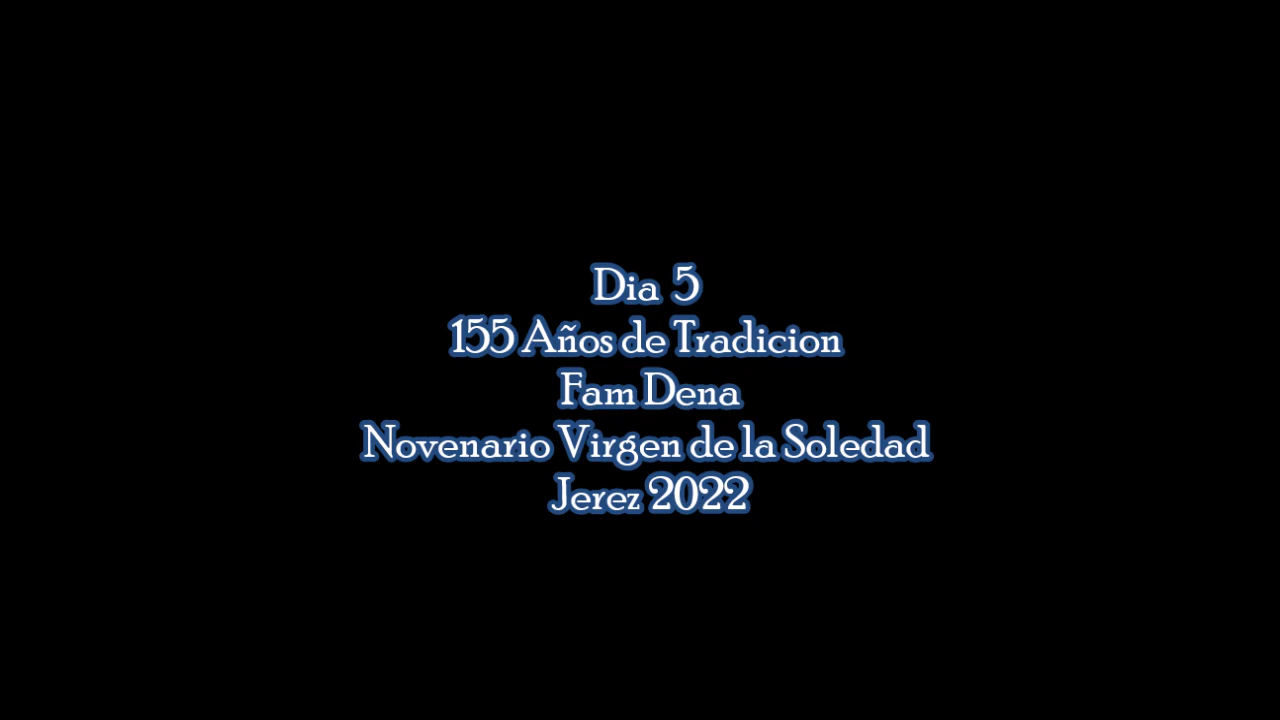 Dia 5
155 Años de Tradicion
Fam Dena
Novenario Virgen de la Soledad
Jerez 2022